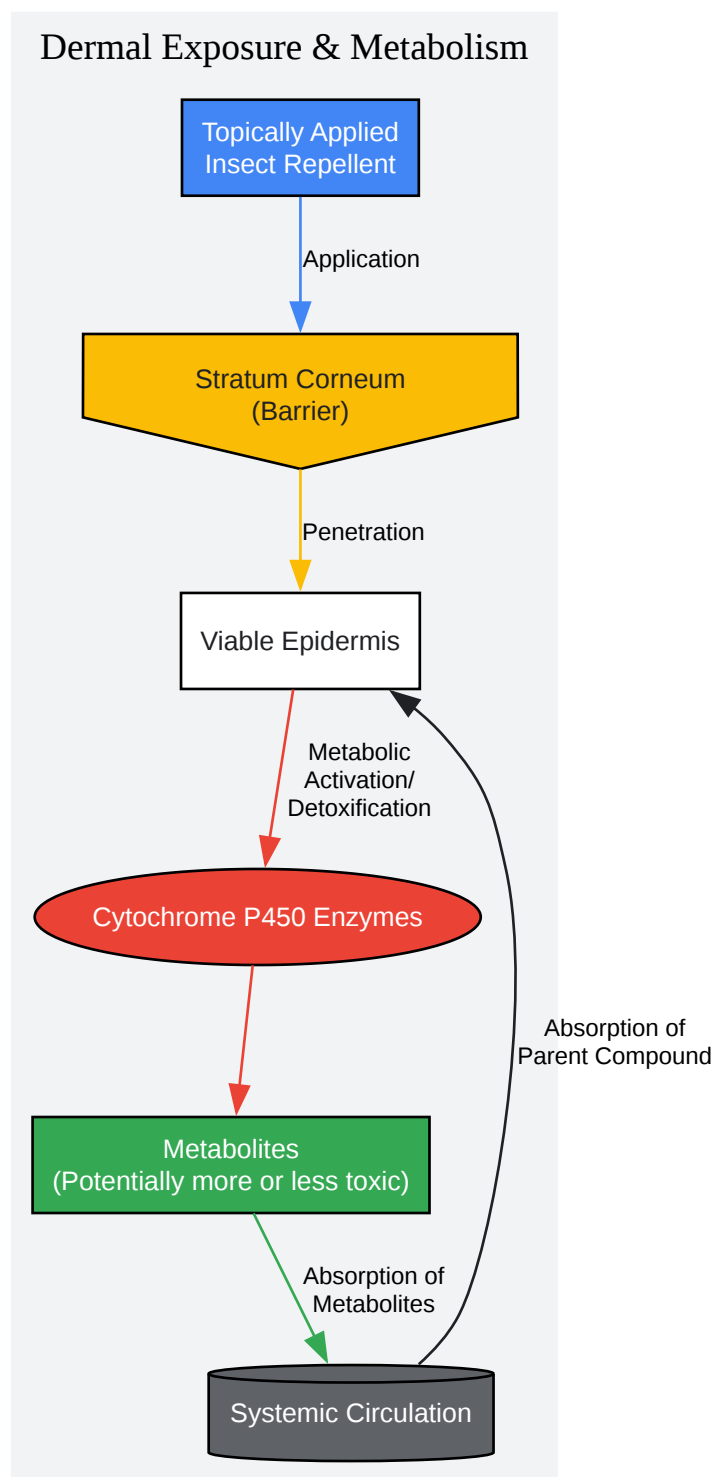 Dermal Exposure & Metabolism
Topically Applied
Insect Repellent
Application
Stratum Corneum
(Barrier)
Penetration
Viable Epidermis
Metabolic
Activation/
Detoxification
Cytochrome P450 Enzymes
Absorption of
Parent Compound
Metabolites
(Potentially more or less toxic)
Absorption of
Metabolites
Systemic Circulation